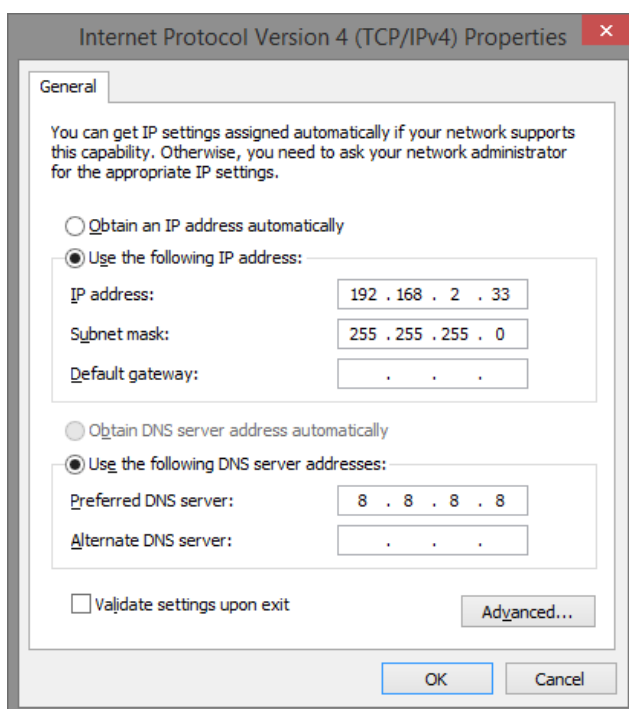 Internet Protocol Version 4 (TCP/IPv4) Properties
General
You can get IP settings assigned automatically if your network supports
this capability. Otherwise, you need to ask your network administrator
for the appropriate IP settings.
Obtain an IP address automatically
Use the following IP address:
IP address: 192 . 168 . 2 . 33
Subnet mask: 255 . 255 . 255 . 0
Default gateway: . . .
Obtain DNS server address automatically
Use the following DNS server addresses:
Preferred DNS server: 8 . 8 . 8 . 8
Alternate DNS server: . . .
Validate settings upon exit
Advanced...
OK Cancel